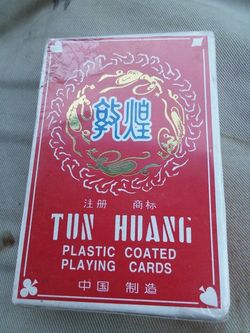 敦煌
注册 商标
TUN HUANG
PLASTIC COATED
PLAYING CARDS
中国 制造